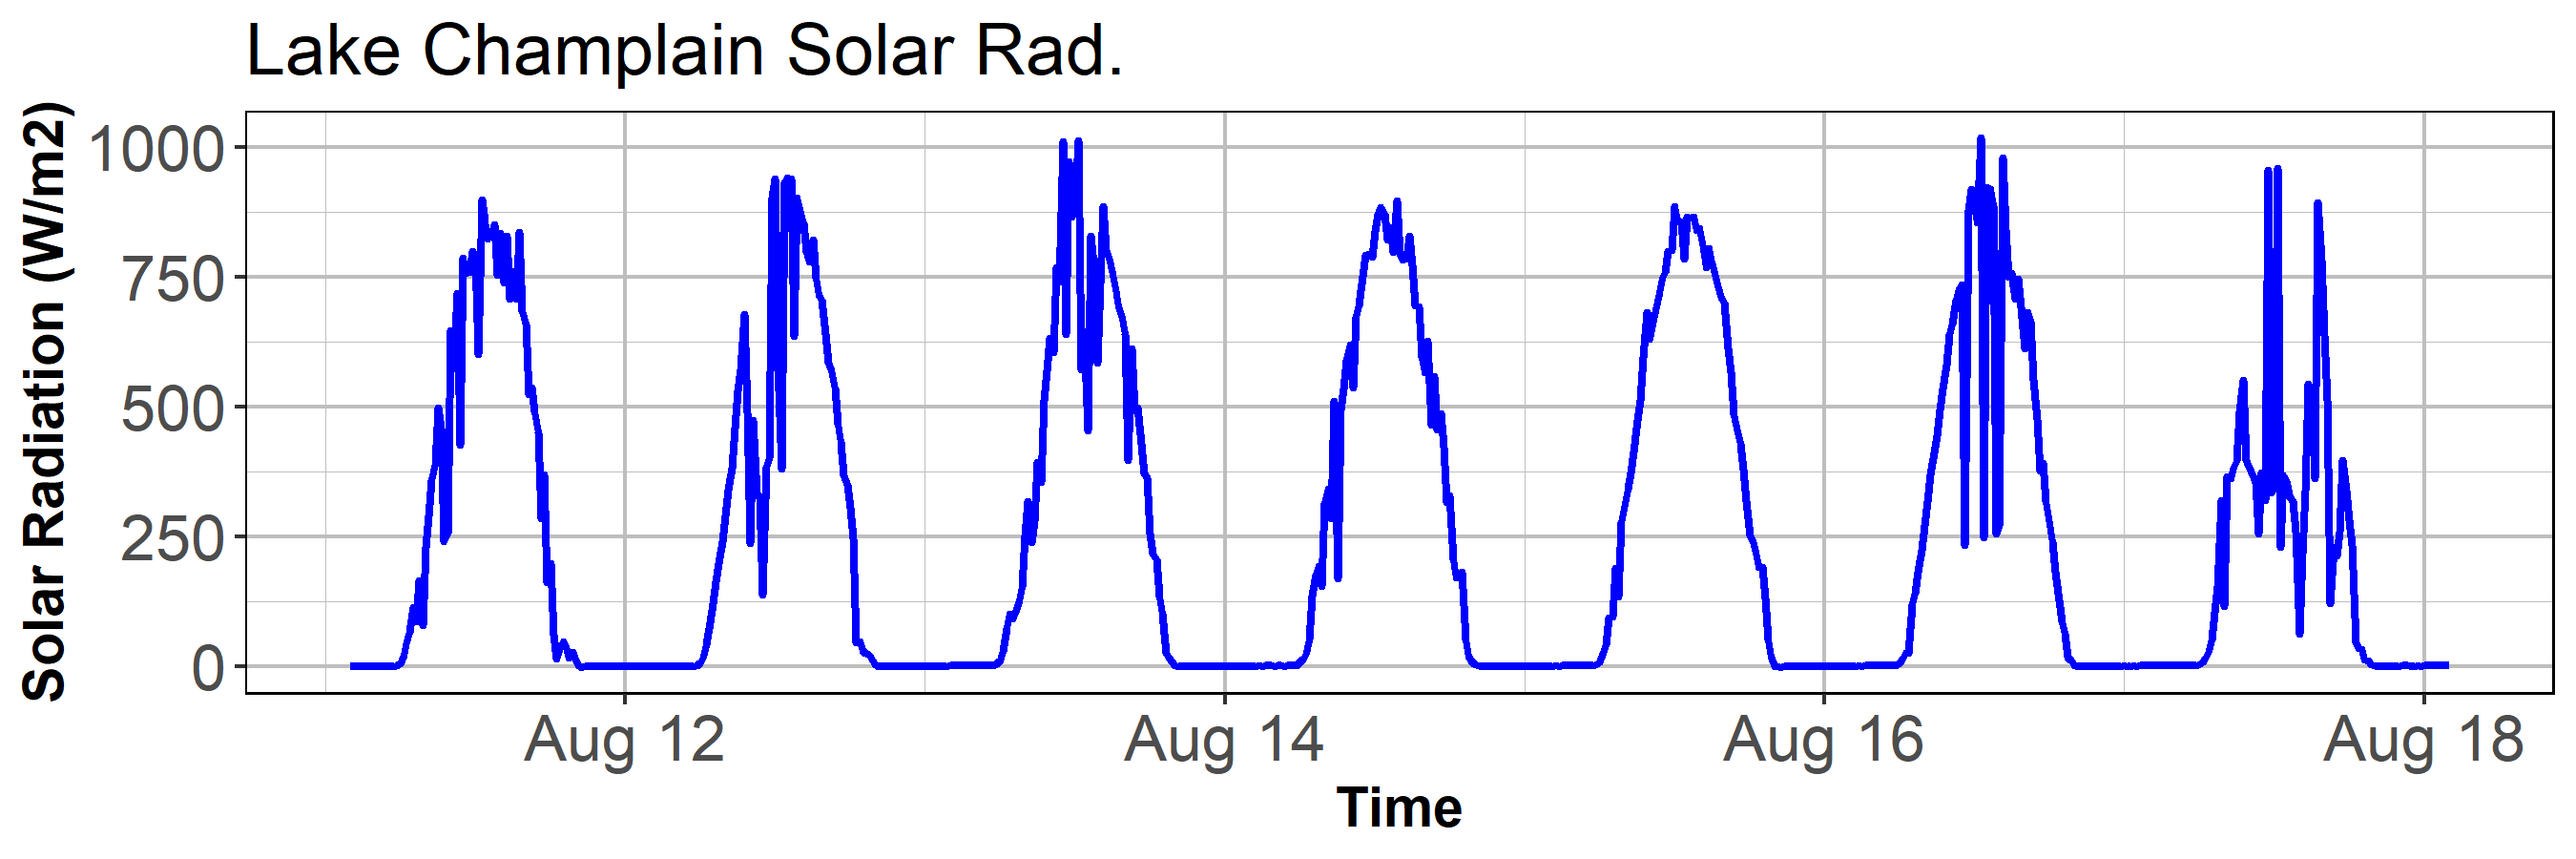 Lake Champlain Solar Rad.
Solar Radiation (W/m2)
1000
750
500
250
0
Aug 12 Aug 14 Aug 16 Aug 18
Time